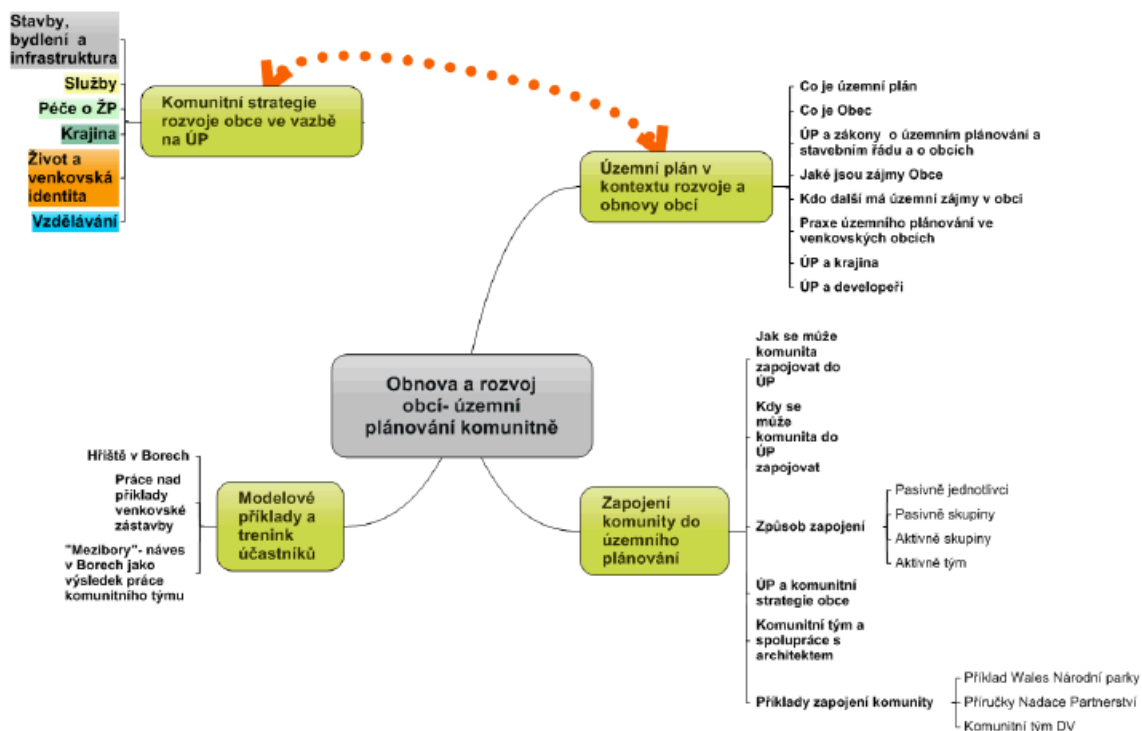 Stavby,
bydlení a
infrastruktura
Služby
Péče o ŽP
Krajina
Život a
venkovská
identita
Vzdělávání
Komunitní strategie
rozvoje obce ve vazbě
na ÚP
Územní plán v
kontextu rozvoje a
obnovy obcí
Co je územní plán
Co je Obec
ÚP a zákony o územním plánování a
stavebním řádu a o obcích
Jaké jsou zájmy Obce
Kdo další má územní zájmy v obci
Praxe územního plánování ve
venkovských obcích
ÚP a krajina
ÚP a developeři
Obnova a rozvoj
obcí- územní
plánování komunitně
Hřiště v Borech
Práce nad
příklady
venkovské
zástavby
"Mezibory"- náves
v Borech jako
výsledek práce
komunitního týmu
Modelové
příklady a
trenink
účastníků
Zapojení
komunity do
územního
plánování
Jak se může
komunita
zapojovat do
ÚP
Kdy se
může
komunita do
ÚP
zapojovat
Způsob zapojení
Pasivně jednotlivci
Pasivně skupiny
Aktivně skupiny
Aktivně tým
ÚP a komunitní
strategie obce
Komunitní tým a
spolupráce s
architektem
Příklady zapojení komunity
Příklad Wales Národní parky
Příručky Nadace Partnerství
Komunitní tým DV